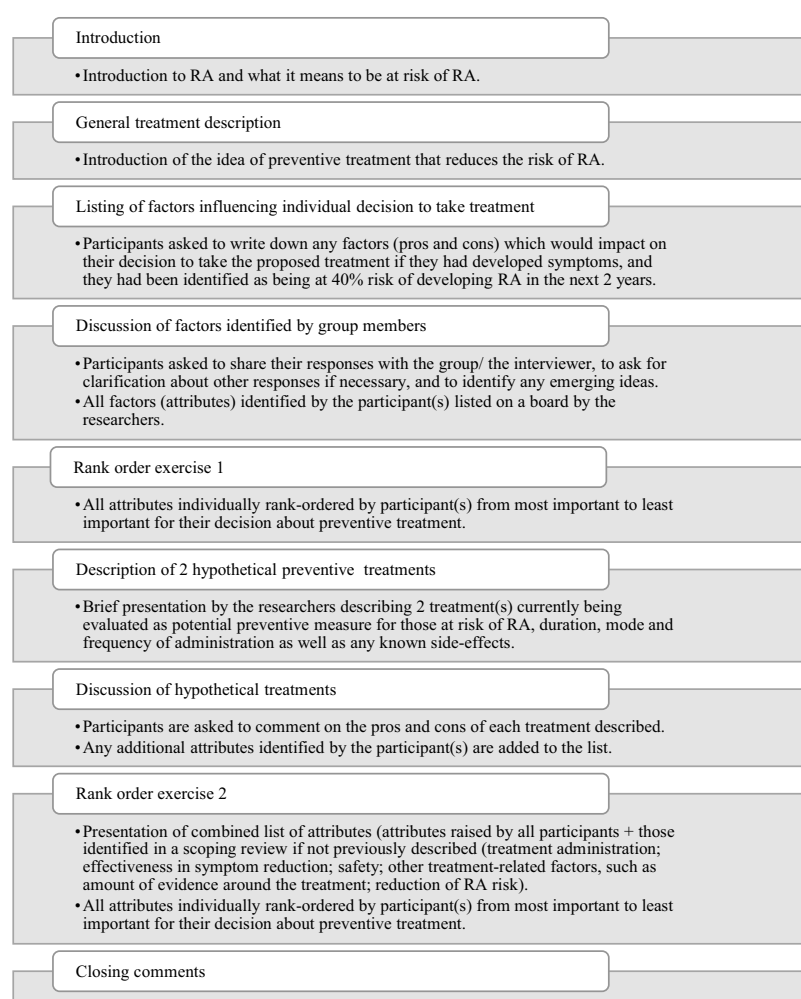 Introduction
•Introduction to RA and what it means to be at risk of RA.
General treatment description
•Introduction of the idea of preventive treatment that reduces the risk of RA.
Listing of factors influencing individual decision to take treatment
•Participants asked to write down any factors (pros and cons) which would impact on
their decision to take the proposed treatment if they had developed symptoms, and
they had been identified as being at 40% risk of developing RA in the next 2 years.
Discussion of factors identified by group members
•Participants asked to share their responses with the group/ the interviewer, to ask for
clarification about other responses if necessary, and to identify any emerging ideas.
•All factors (attributes) identified by the participant(s) listed on a board by the
researchers.
Rank order exercise 1
•All attributes individually rank-ordered by participant(s) from most important to least
important for their decision about preventive treatment.
Description of 2 hypothetical preventive treatments
•Brief presentation by the researchers describing 2 treatment(s) currently being
evaluated as potential preventive measure for those at risk of RA, duration, mode and
frequency of administration as well as any known side-effects.
Discussion of hypothetical treatments
•Participants are asked to comment on the pros and cons of each treatment described.
•Any additional attributes identified by the participant(s) are added to the list.
Rank order exercise 2
•Presentation of combined list of attributes (attributes raised by all participants + those
identified in a scoping review if not previously described (treatment administration;
effectiveness in symptom reduction; safety; other treatment-related factors, such as
amount of evidence around the treatment; reduction of RA risk).
•All attributes individually rank-ordered by participant(s) from most important to least
important for their decision about preventive treatment.
Closing comments